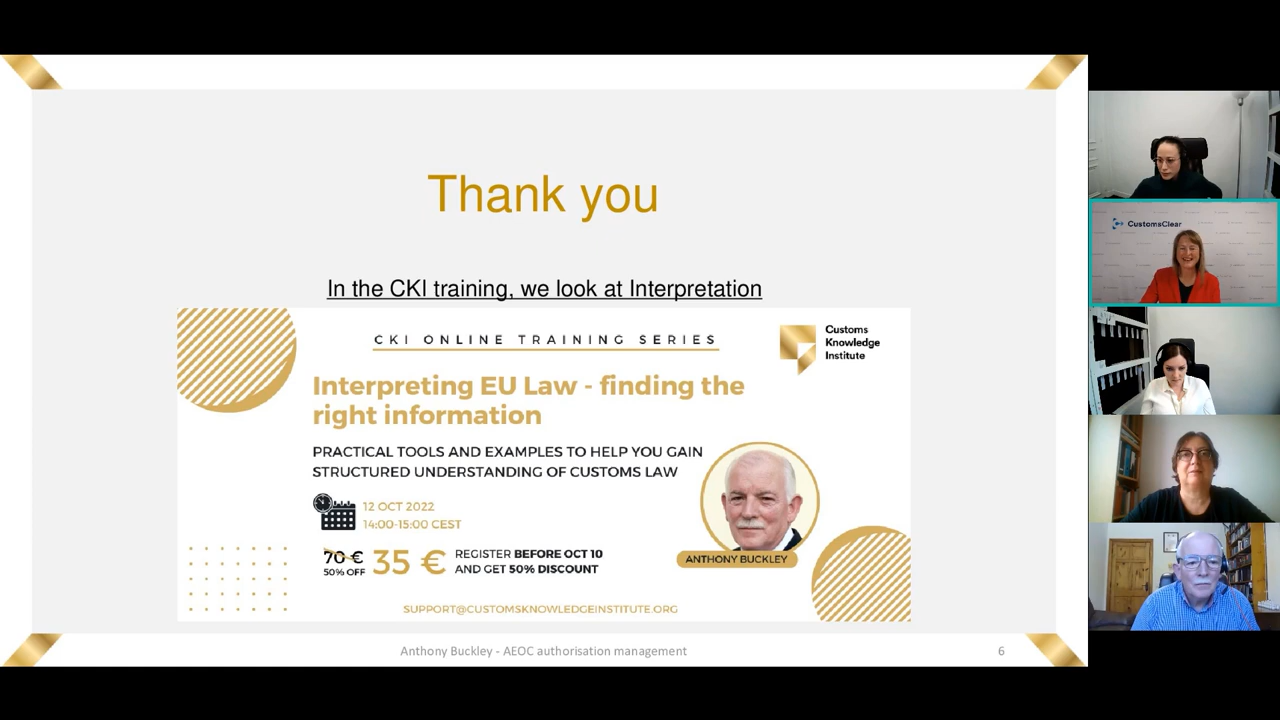 Thank you
In the CKI training, we look at Interpretation
CKI ONLINE TRAINING SERIES
Customs
Knowledge
Institute
Interpreting EU Law - finding the
right information
PRACTICAL TOOLS AND EXAMPLES TO HELP YOU GAIN
STRUCTURED UNDERSTANDING OF CUSTOMS LAW
12 OCT 2022
14:00-15:00 CEST
70 €
50% OFF
35 €
REGISTER BEFORE OCT 10
AND GET 50% DISCOUNT
ANTHONY BUCKLEY
SUPPORT@CUSTOMSKNOWLEDGEINSTITUTE.ORG
Anthony Buckley - AEOC authorisation management
6
CustomsClear